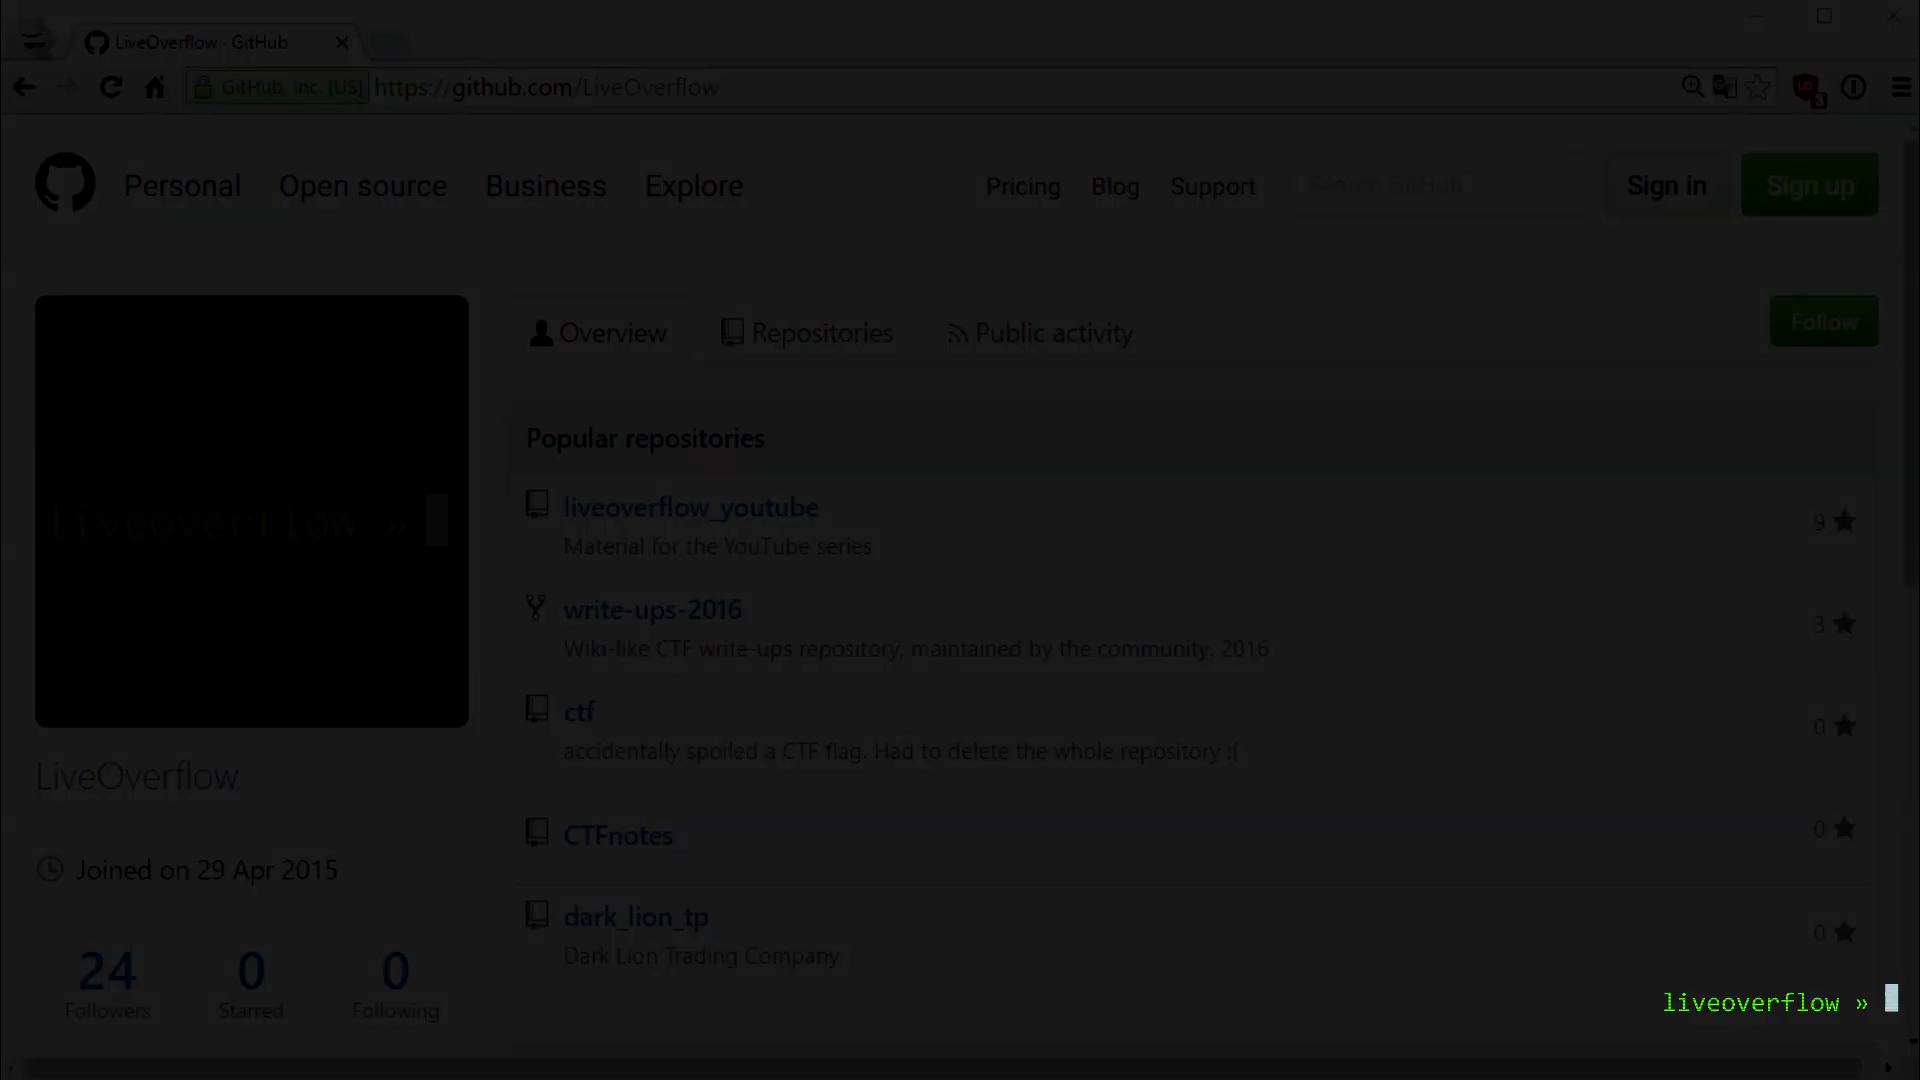 LiveOverflow · GitHub
GitHub, Inc. [US] https://github.com/LiveOverflow
3
Personal Open source Business Explore Pricing Blog Support Search GitHub Sign in Sign up
Overview Repositories Public activity Follow
Popular repositories
liveoverflow »
liveoverflow_youtube
Material for the YouTube series
9
write-ups-2016
Wiki-like CTF write-ups repository, maintained by the community. 2016
3
ctf
accidentally spoiled a CTF flag. Had to delete the whole repository :(
0
LiveOverflow
CTFnotes
0
Joined on 29 Apr 2015
dark_lion_tp
Dark Lion Trading Company
0
24 0 0
Followers Starred Following
liveoverflow »